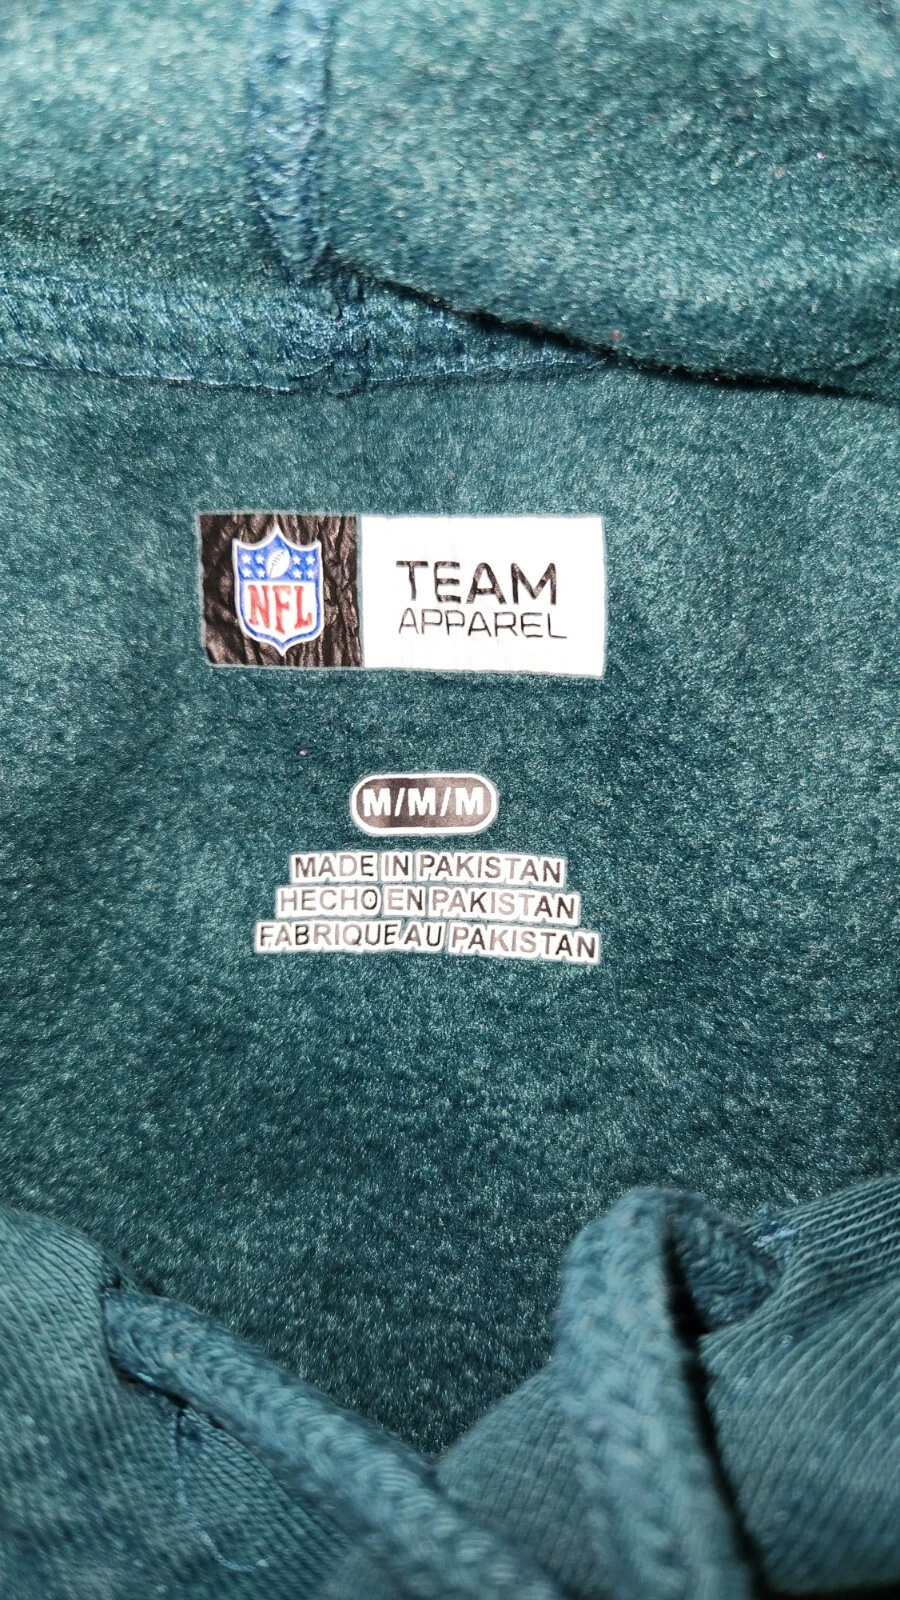 NFL
TEAM
APPAREL
M/M/M
MADE IN PAKISTAN
HECHO EN PAKISTAN
FABRIQUE AU PAKISTAN